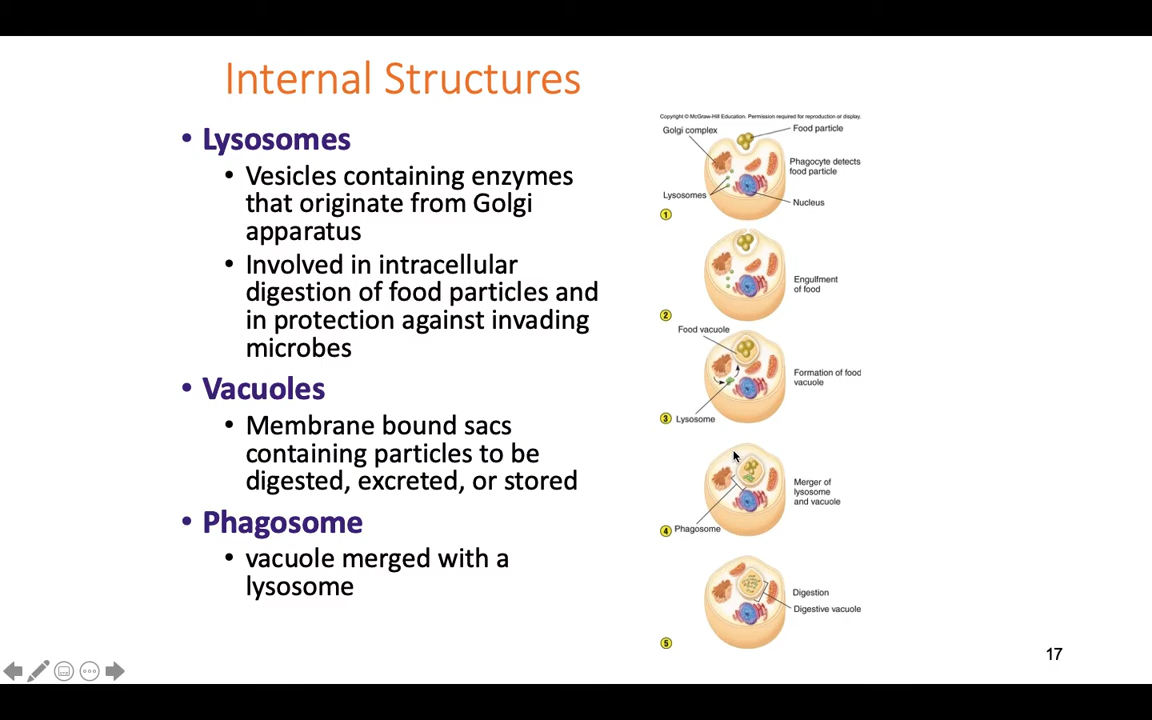 Internal Structures
• Lysosomes
• Vesicles containing enzymes
that originate from Golgi
apparatus
• Involved in intracellular
digestion of food particles and
in protection against invading
microbes
• Vacuoles
• Membrane bound sacs
containing particles to be
digested, excreted, or stored
• Phagosome
• vacuole merged with a
lysosome
Copyright © McGraw-Hill Education. Permission required for reproduction or display.
Golgi complex
Food particle
Phagocyte detects
food particle
Lysosomes
Nucleus
1
Engulfment
of food
2
Food vacuole
Formation of food
vacuole
3 Lysosome
Merger of
lysosome
and vacuole
4 Phagosome
Digestion
Digestive vacuole
5
17